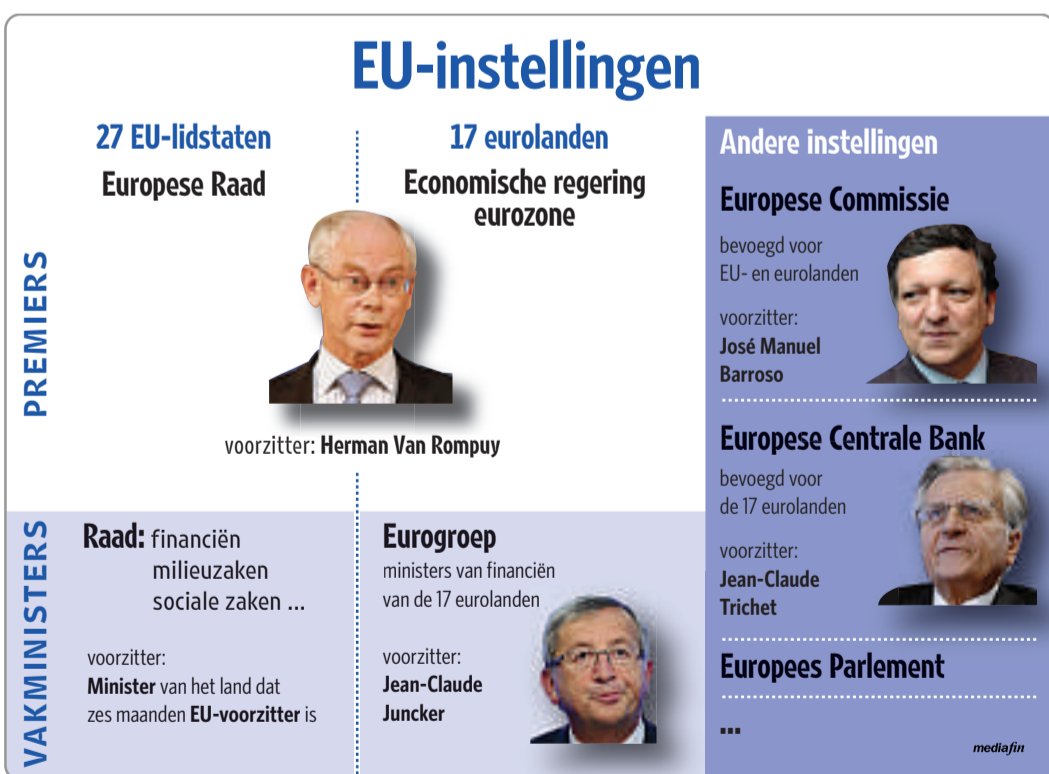 EU-instellingen
27 EU-lidstaten
Europese Raad
17 eurolanden
Economische regering
eurozone
PREMIERS
voorzitter: Herman Van Rompuy
VAKMINISTERS
Raad: financiën
milieuzaken
sociale zaken ...
voorzitter:
Minister van het land dat
zes maanden EU-voorzitter is
Eurogroep
ministers van financiën
van de 17 eurolanden
voorzitter:
Jean-Claude
Juncker
Andere instellingen
Europese Commissie
bevoegd voor
EU- en eurolanden
voorzitter:
José Manuel
Barroso
Europese Centrale Bank
bevoegd voor
de 17 eurolanden
voorzitter:
Jean-Claude
Trichet
Europees Parlement
...
mediafin